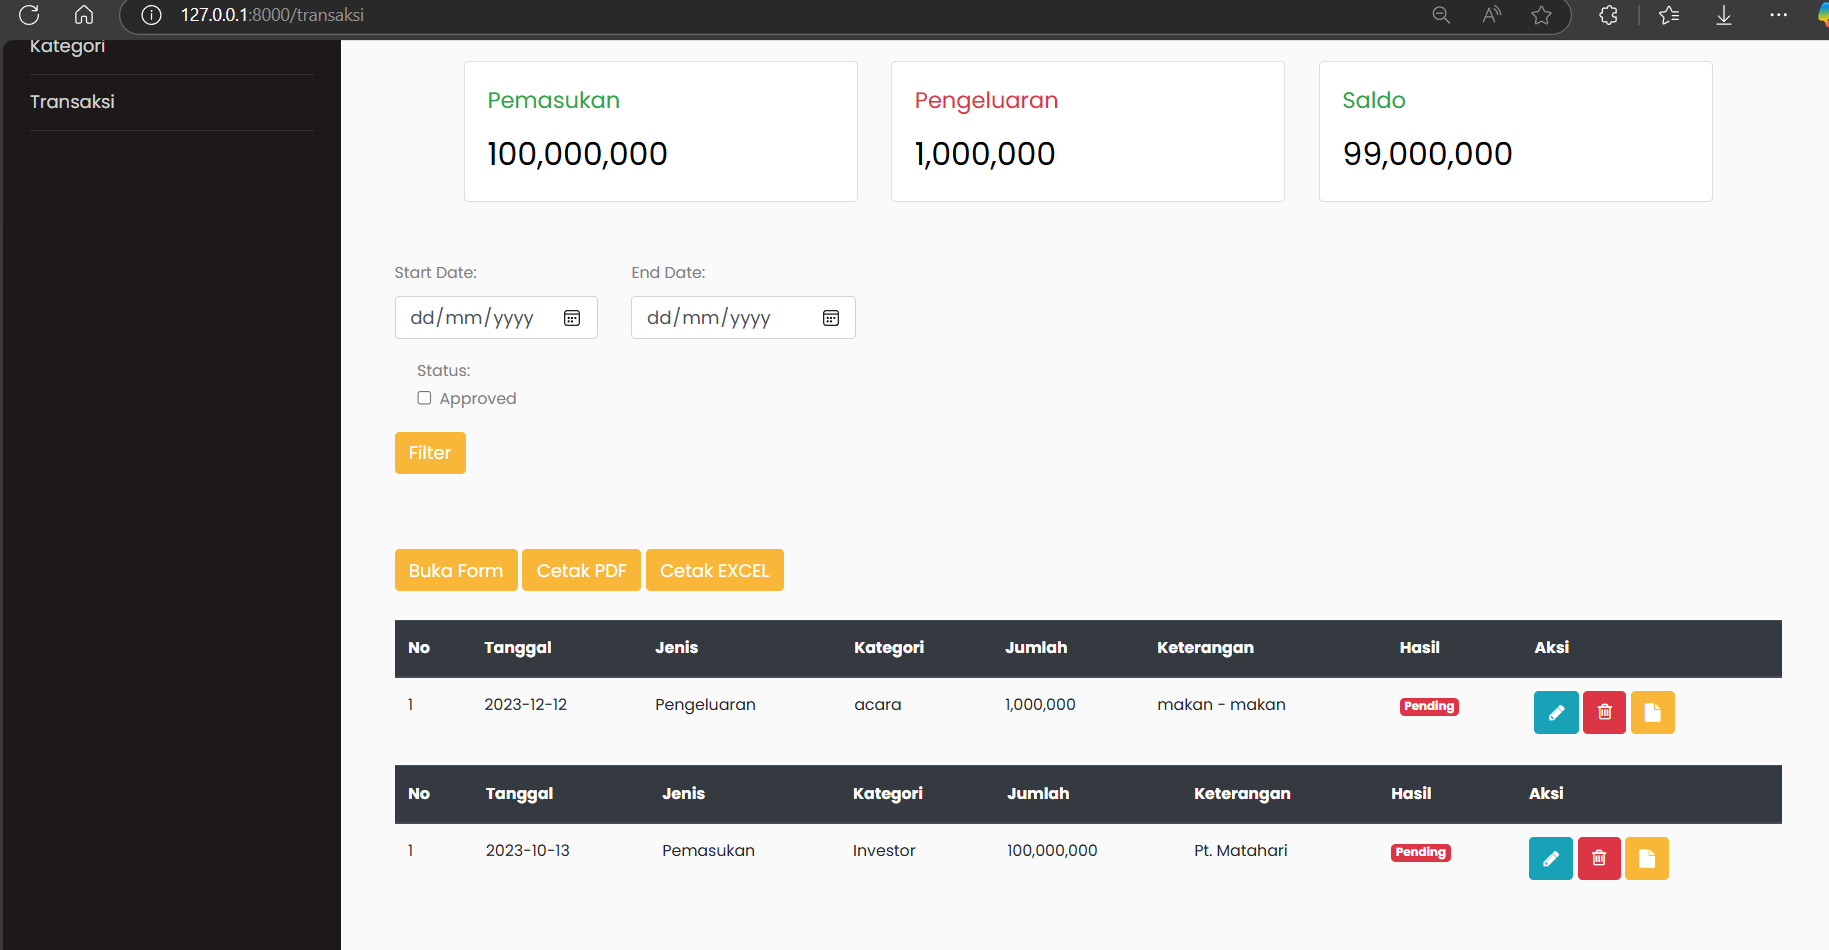 127.0.0.1:8000/transaksi
Kategori
Transaksi
Pemasukan
100,000,000
Pengeluaran
1,000,000
Saldo
99,000,000
Start Date:
dd/mm/yyyy
End Date:
dd/mm/yyyy
Status:
Approved
Filter
Buka Form
Cetak PDF
Cetak EXCEL
No Tanggal Jenis Kategori Jumlah Keterangan Hasil Aksi
1 2023-12-12 Pengeluaran acara 1,000,000 makan - makan Pending
No Tanggal Jenis Kategori Jumlah Keterangan Hasil Aksi
1 2023-10-13 Pemasukan Investor 100,000,000 Pt. Matahari Pending